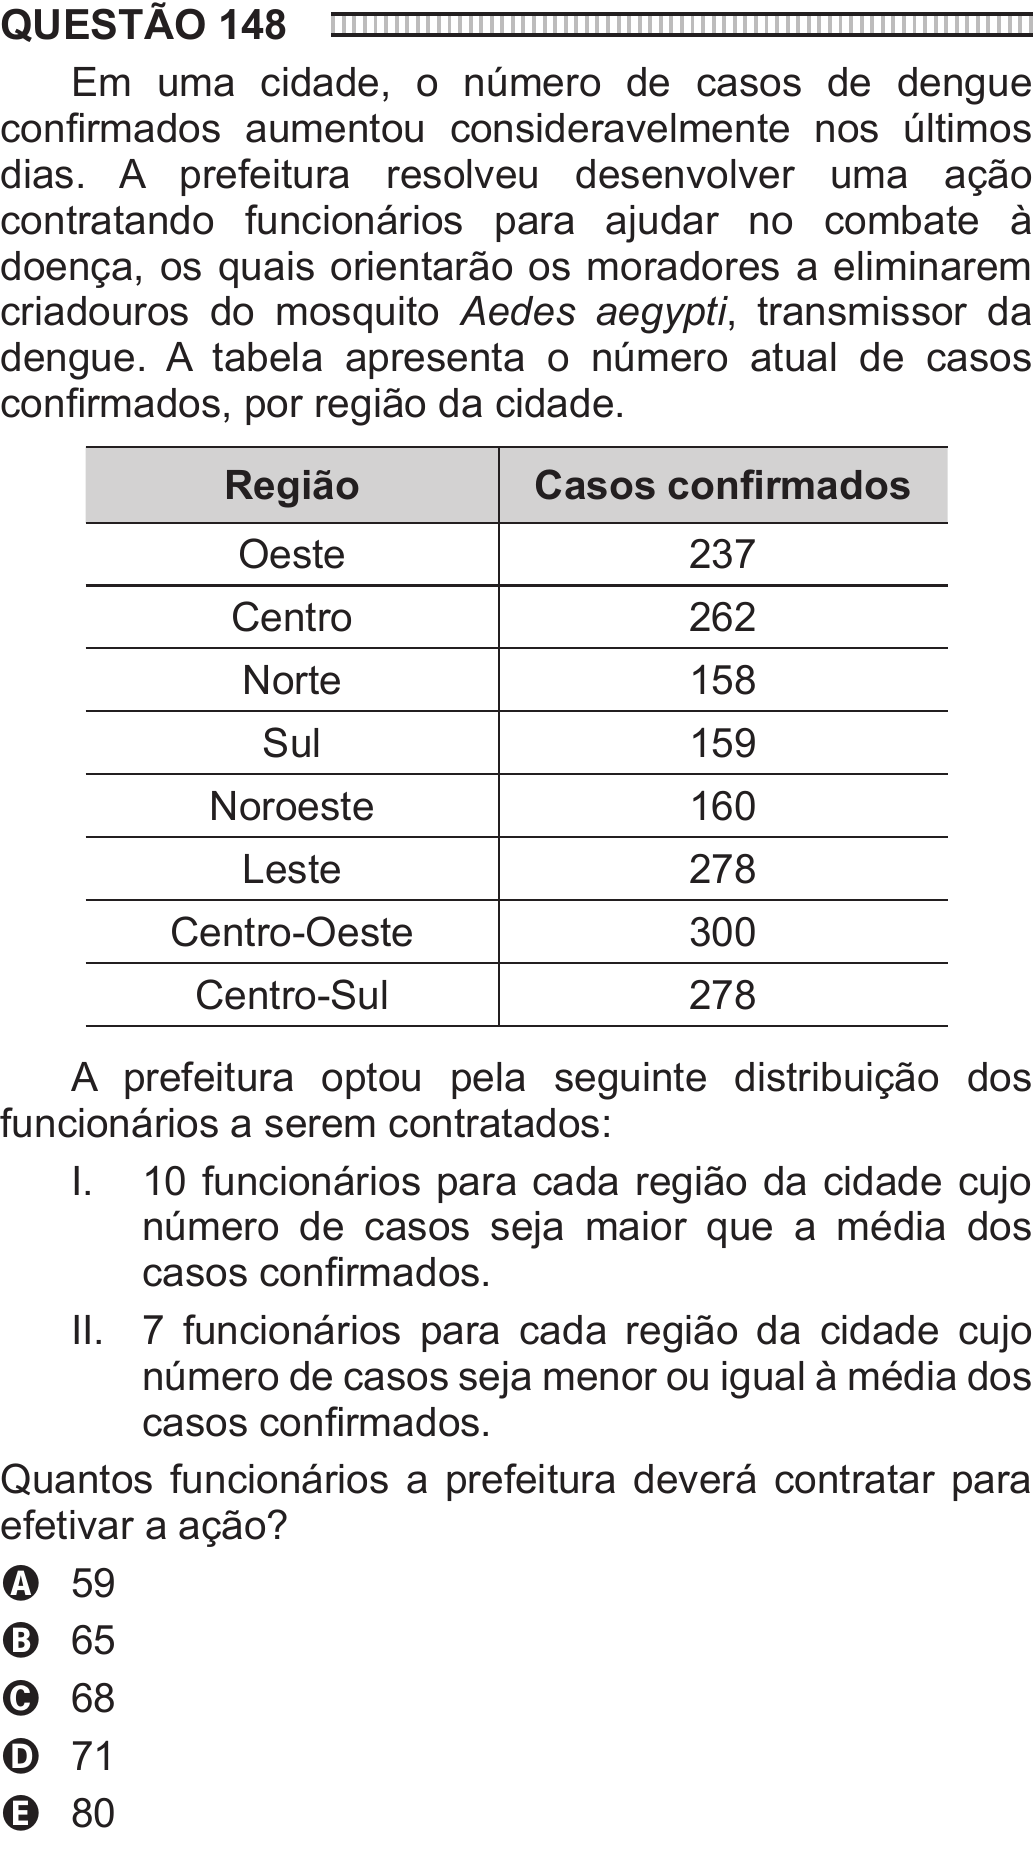 QUESTÃO 148
Em uma cidade, o número de casos de dengue
confirmados aumentou consideravelmente nos últimos
dias. A prefeitura resolveu desenvolver uma ação
contratando funcionários para ajudar no combate à
doença, os quais orientarão os moradores a eliminarem
criadouros do mosquito Aedes aegypti, transmissor da
dengue. A tabela apresenta o número atual de casos
confirmados, por região da cidade.
Região Casos confirmados
Oeste 237
Centro 262
Norte 158
Sul 159
Noroeste 160
Leste 278
Centro-Oeste 300
Centro-Sul 278
A prefeitura optou pela seguinte distribuição dos
funcionários a serem contratados:
I. 10 funcionários para cada região da cidade cujo
número de casos seja maior que a média dos
casos confirmados.
II. 7 funcionários para cada região da cidade cujo
número de casos seja menor ou igual à média dos
casos confirmados.
Quantos funcionários a prefeitura deverá contratar para
efetivar a ação?
A 59
B 65
C 68
D 71
E 80